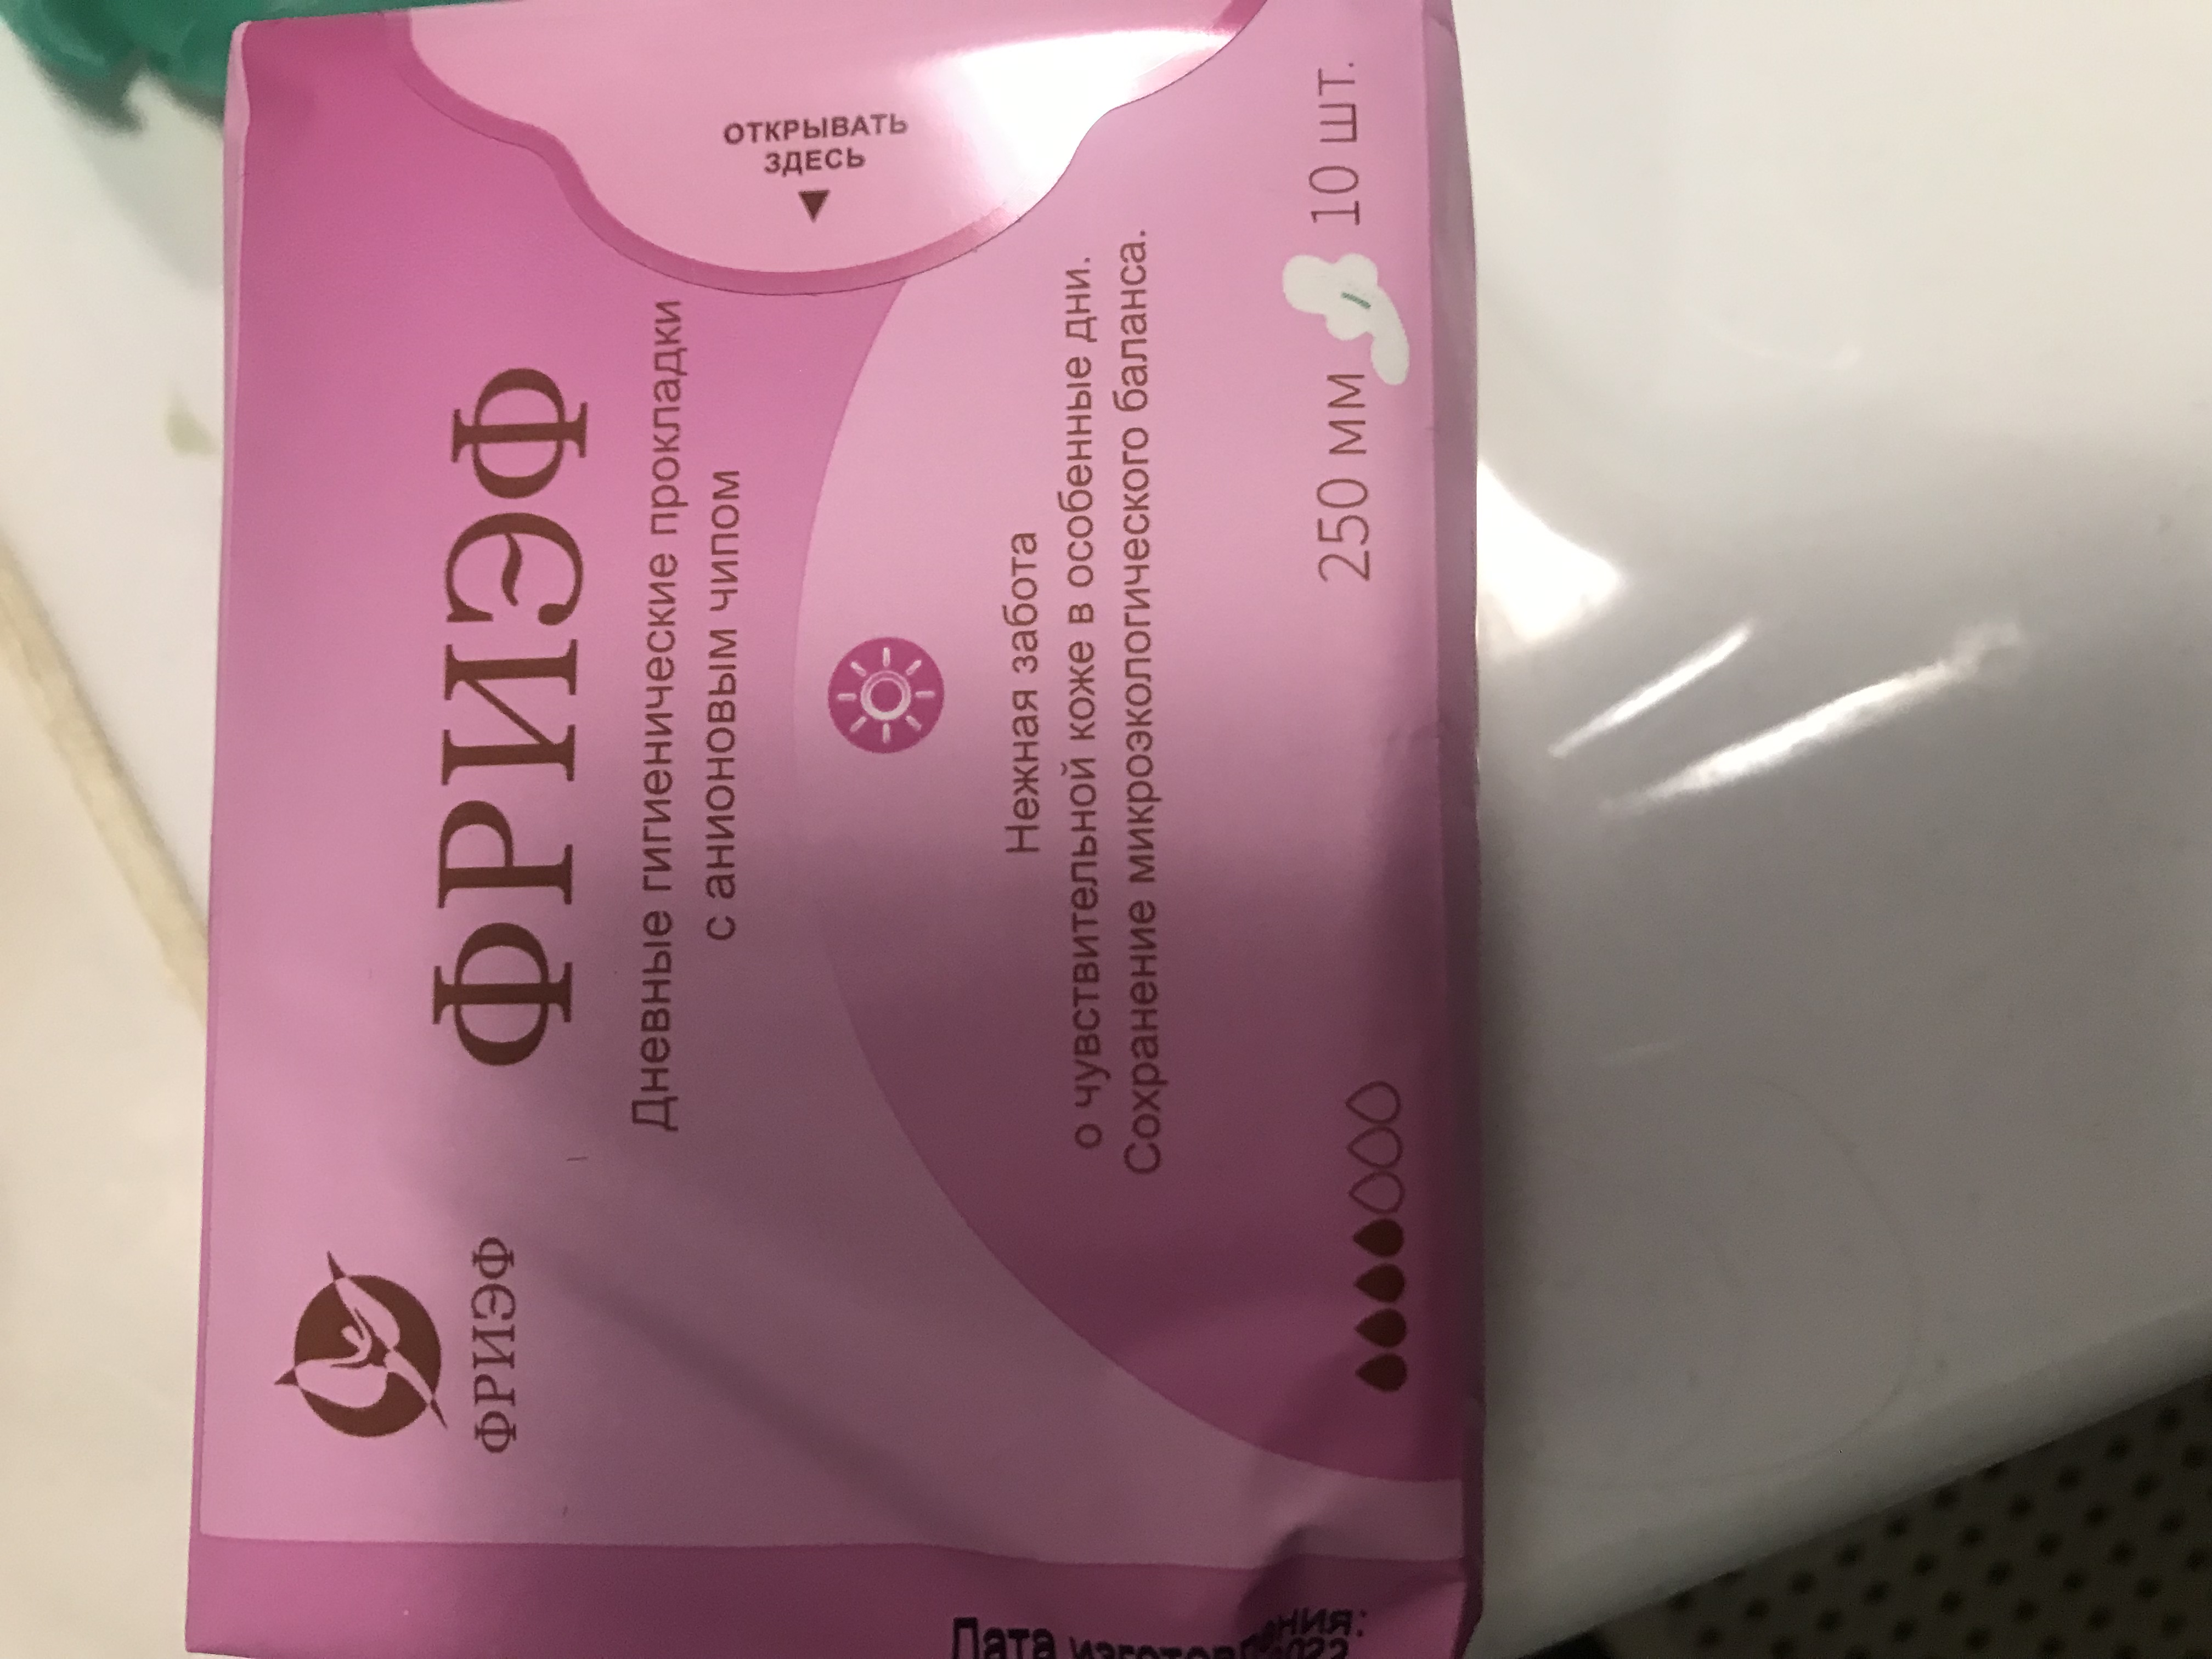 ФРИЭФ
ФРИЭФ
Дневные гигиенические прокладки
с анионовым чипом
ОТКРЫВАТЬ
ЗДЕСЬ
Нежная забота
о чувствительной коже в особенные дни.
Сохранение микроэкологического баланса.
250 мм 10 шт.
Дата